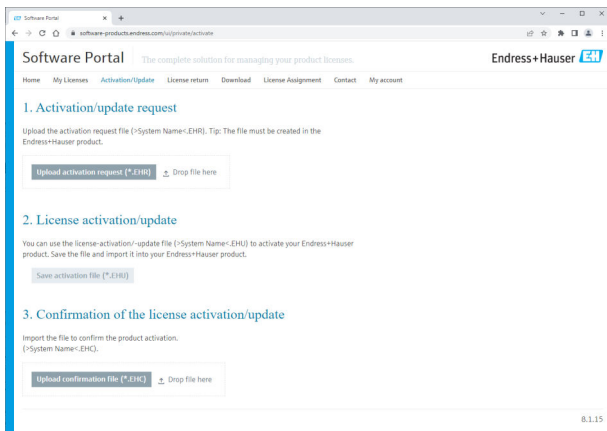 Software Portal
software-products.endress.com/ui/private/activate
Software Portal The complete solution for managing your product licenses.
Endress+Hauser EH
Home My Licenses Activation/Update License return Download License Assignment Contact My account
1. Activation/update request
Upload the activation request file (>System Name<.EHR). Tip: The file must be created in the
Endress+Hauser product.
Upload activation request (*.EHR) Drop file here
2. License activation/update
You can use the license-activation/-update file (>System Name<.EHU) to activate your Endress+Hauser
product. Save the file and import it into your Endress+Hauser product.
Save activation file (*.EHU)
3. Confirmation of the license activation/update
Import the file to confirm the product activation.
(>System Name<.EHC).
Upload confirmation file (*.EHC) Drop file here
8.1.15